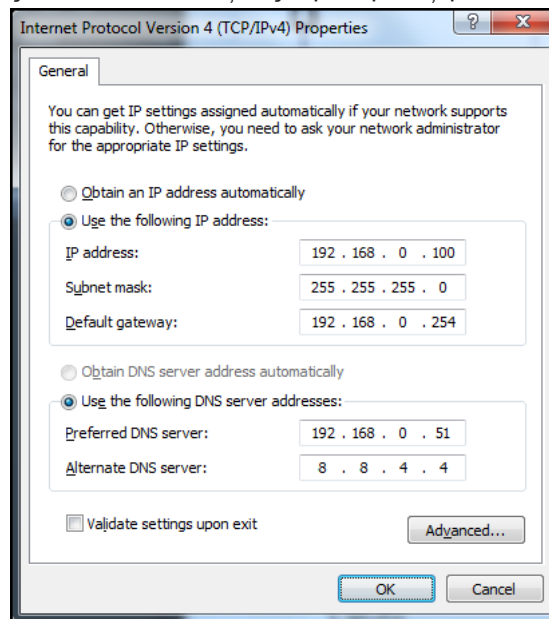 Internet Protocol Version 4 (TCP/IPv4) Properties
General
You can get IP settings assigned automatically if your network supports
this capability. Otherwise, you need to ask your network administrator
for the appropriate IP settings.
Obtain an IP address automatically
Use the following IP address:
IP address: 192 . 168 . 0 . 100
Subnet mask: 255 . 255 . 255 . 0
Default gateway: 192 . 168 . 0 . 254
Obtain DNS server address automatically
Use the following DNS server addresses:
Preferred DNS server: 192 . 168 . 0 . 51
Alternate DNS server: 8 . 8 . 4 . 4
Validate settings upon exit
Advanced...
OK Cancel